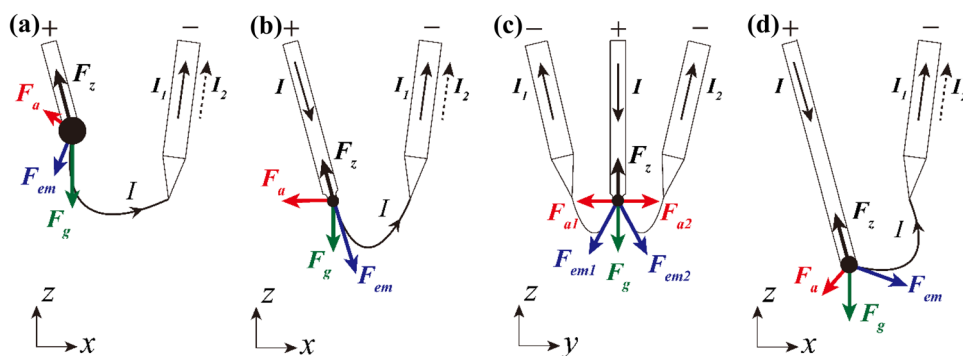 (a)
+
−
F_z
I_1
I_2
F_a
F_em
I
F_g
z
x
(b)
+
−
I
I_1
I_2
F_z
F_a
I
F_g
F_em
z
x
(c)
−
+
−
I_1
I
I_2
F_z
F_a1
F_a2
F_em1
F_g
F_em2
z
y
(d)
+
−
I
I_1
I_2
F_z
I
F_a
F_em
F_g
z
x